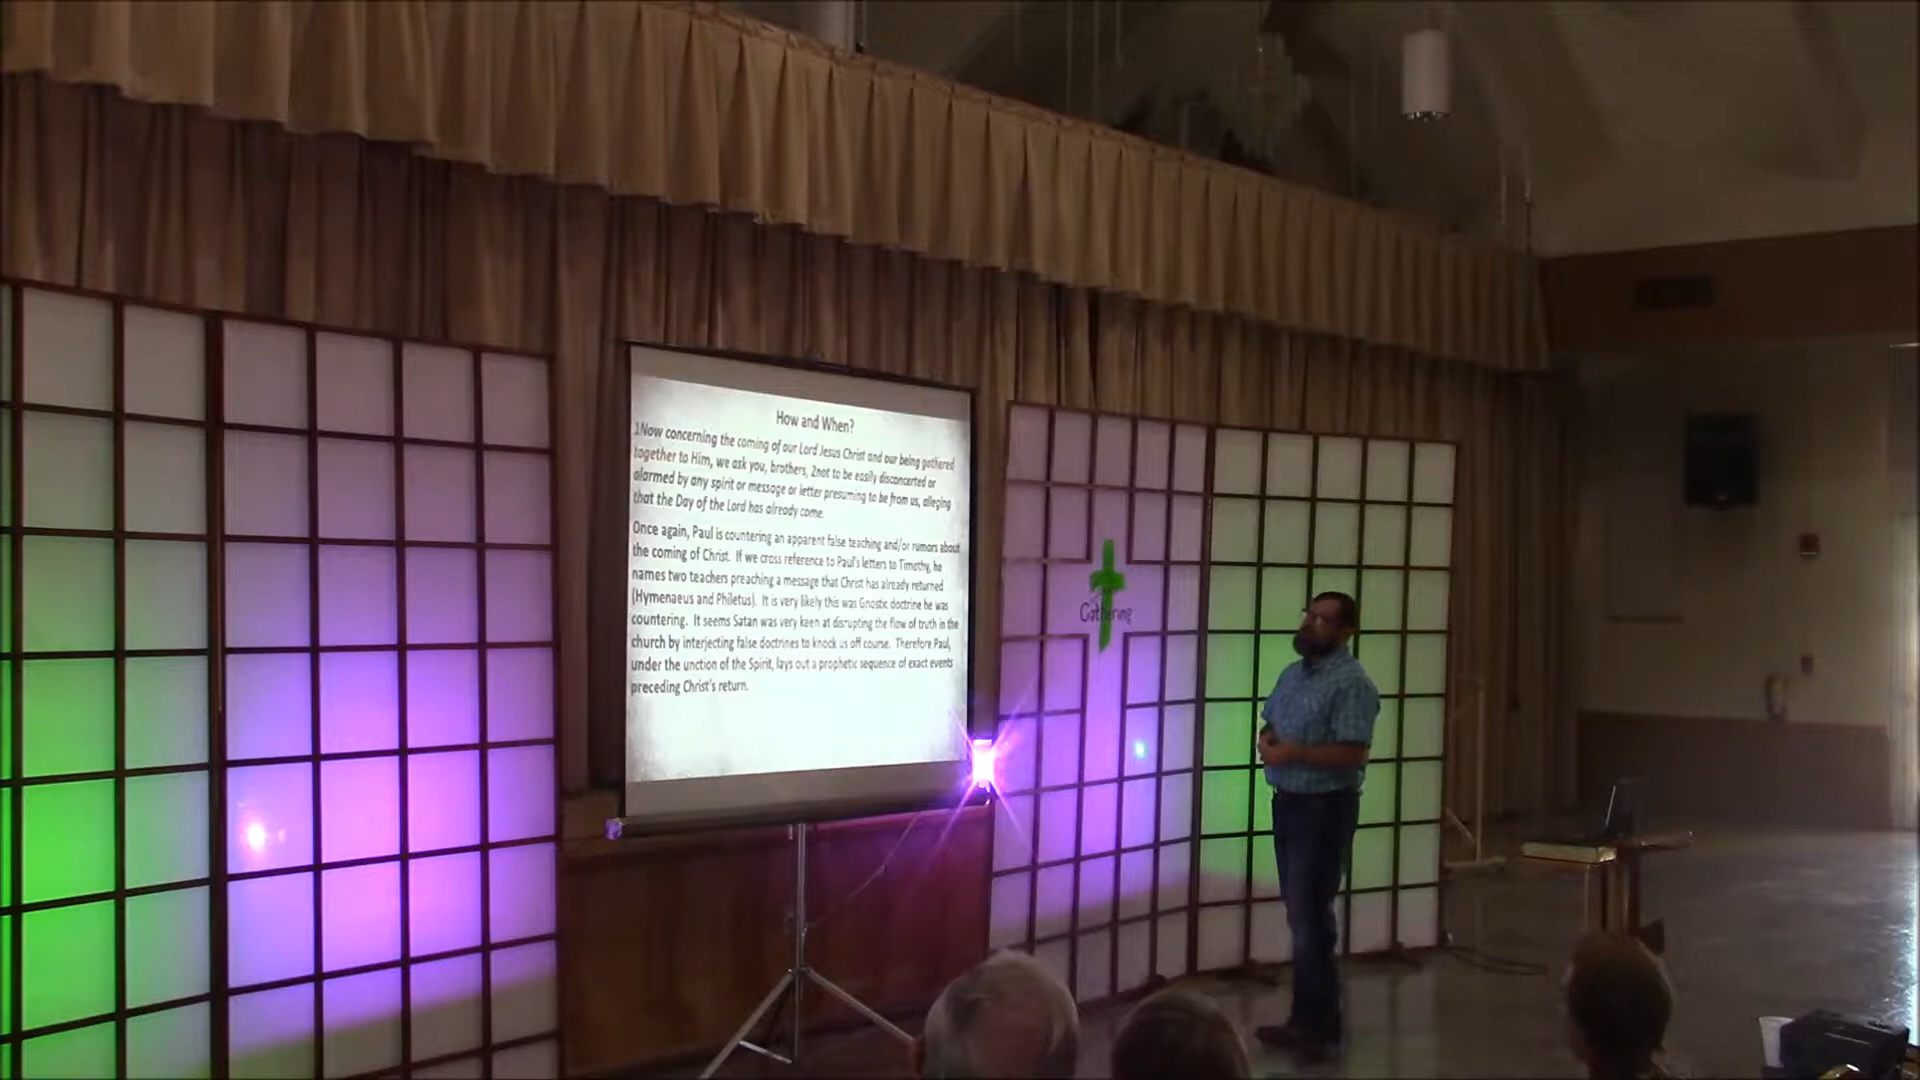 How and When?
1Now concerning the coming of our Lord Jesus Christ and our being gathered
together to Him, we ask you, brothers, 2not to be easily disconcerted or
alarmed by any spirit or message or letter presuming to be from us, alleging
that the Day of the Lord has already come.
Once again, Paul is countering an apparent false teaching and/or rumors about
the coming of Christ. If we cross reference to Paul's letters to Timothy, he
names two teachers preaching a message that Christ has already returned
(Hymenaeus and Philetus). It is very likely this was Gnostic doctrine he was
countering. It seems Satan was very keen at disrupting the flow of truth in the
church by interjecting false doctrines to knock us off course. Therefore Paul,
under the unction of the Spirit, lays out a prophetic sequence of exact events
preceding Christ's return.
Gathering